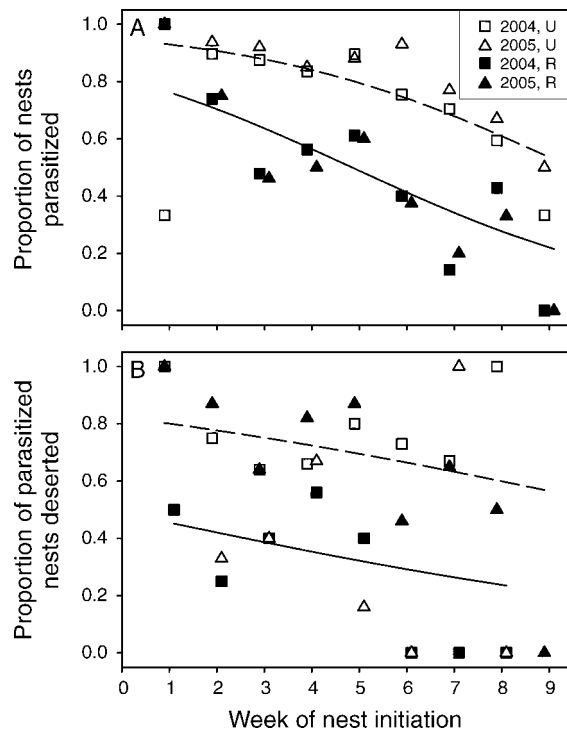 A
2004, U
2005, U
2004, R
2005, R
Proportion of nests
parasitized
1.0
0.8
0.6
0.4
0.2
0.0
B
Proportion of parasitized
nests deserted
1.0
0.8
0.6
0.4
0.2
0.0
0 1 2 3 4 5 6 7 8 9
Week of nest initiation